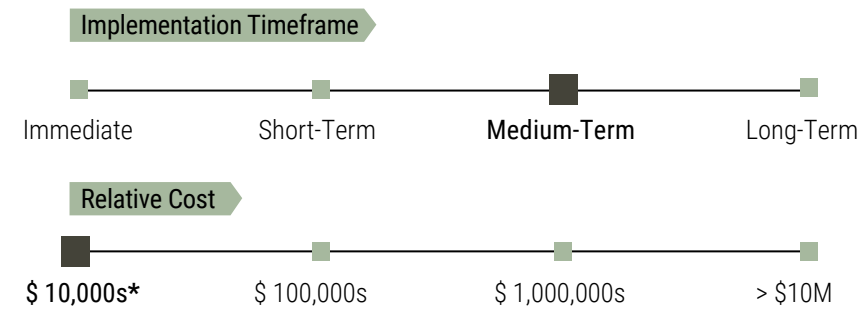 Implementation Timeframe
Immediate Short-Term Medium-Term Long-Term
Relative Cost
$ 10,000s* $ 100,000s $ 1,000,000s > $10M